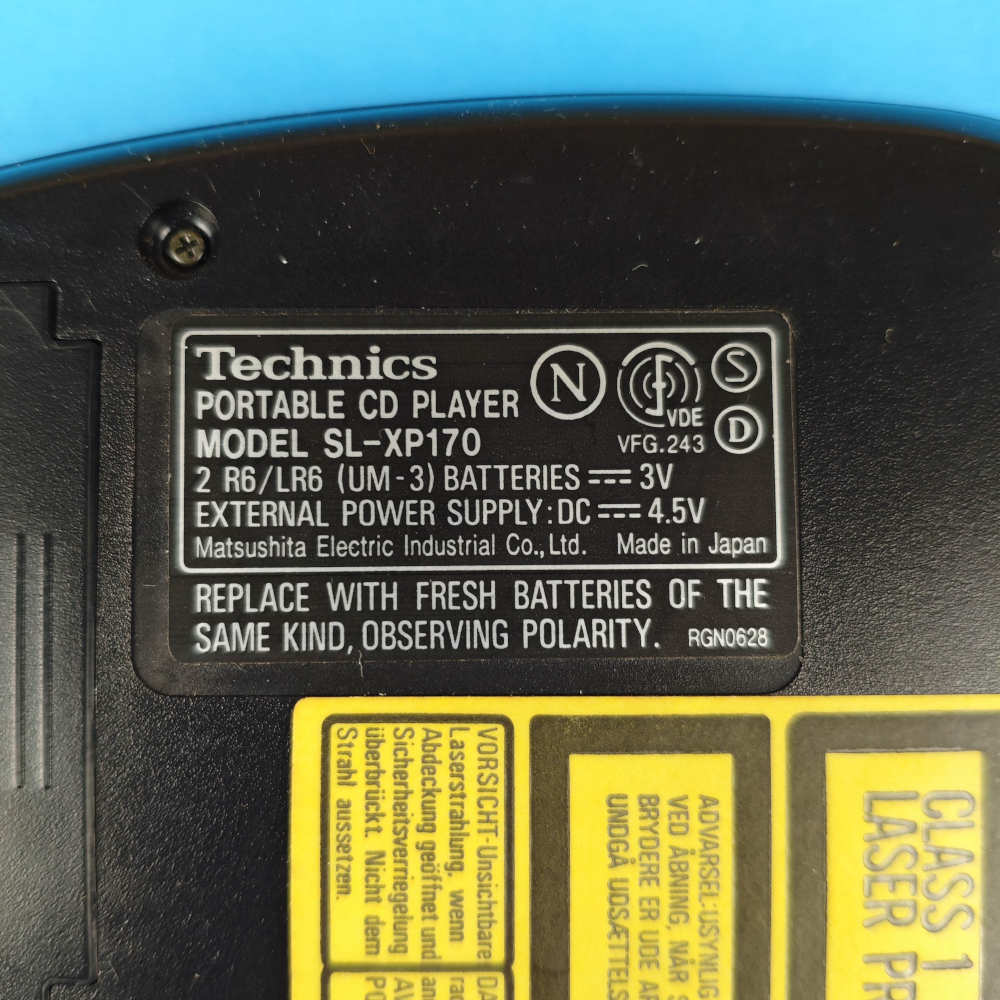 Technics
PORTABLE CD PLAYER
MODEL SL-XP170
N
VDE
VFG.243
S
D
2 R6/LR6 (UM-3) BATTERIES ⎓ 3V
EXTERNAL POWER SUPPLY:DC ⎓ 4.5V
Matsushita Electric Industrial Co., Ltd. Made in Japan
REPLACE WITH FRESH BATTERIES OF THE
SAME KIND, OBSERVING POLARITY. RGN0628
VORSICHT-Unsichtbare
Laserstrahlung, wenn
Abdeckung geöffnet und
Sicherheitsverriegelung
überbrückt. Nicht dem
Strahl aussetzen.
ADVARSEL:USYNLIG
VED ÅBNING, NÅR S
BRYDERE ER UDE AF
UNDGÅ UDSÆTTELS
CLASS 1
LASER PR